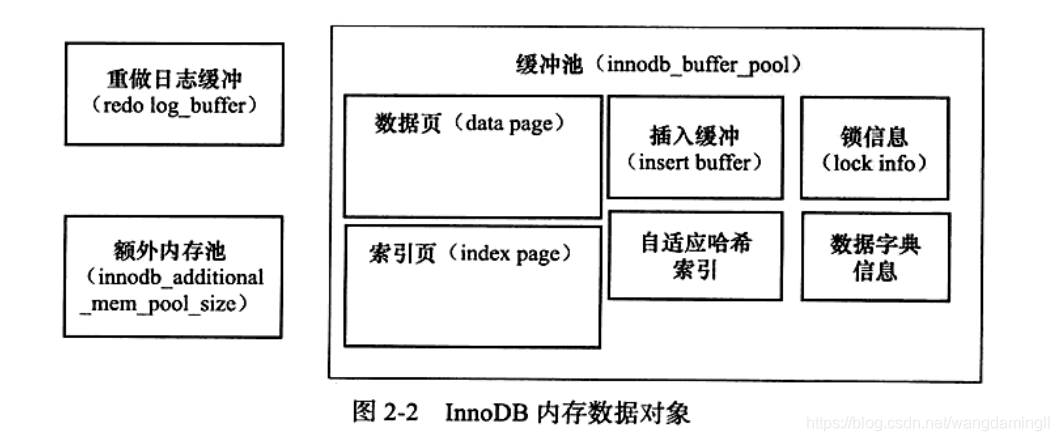 重做日志缓冲
（redo log_buffer）
额外内存池
（innodb_additional
_mem_pool_size）
缓冲池（innodb_buffer_pool）
数据页（data page）
插入缓冲
（insert buffer）
锁信息
（lock info）
索引页（index page）
自适应哈希
索引
数据字典
信息
图 2-2 InnoDB 内存数据对象
https://blog.csdn.net/wangdamingll